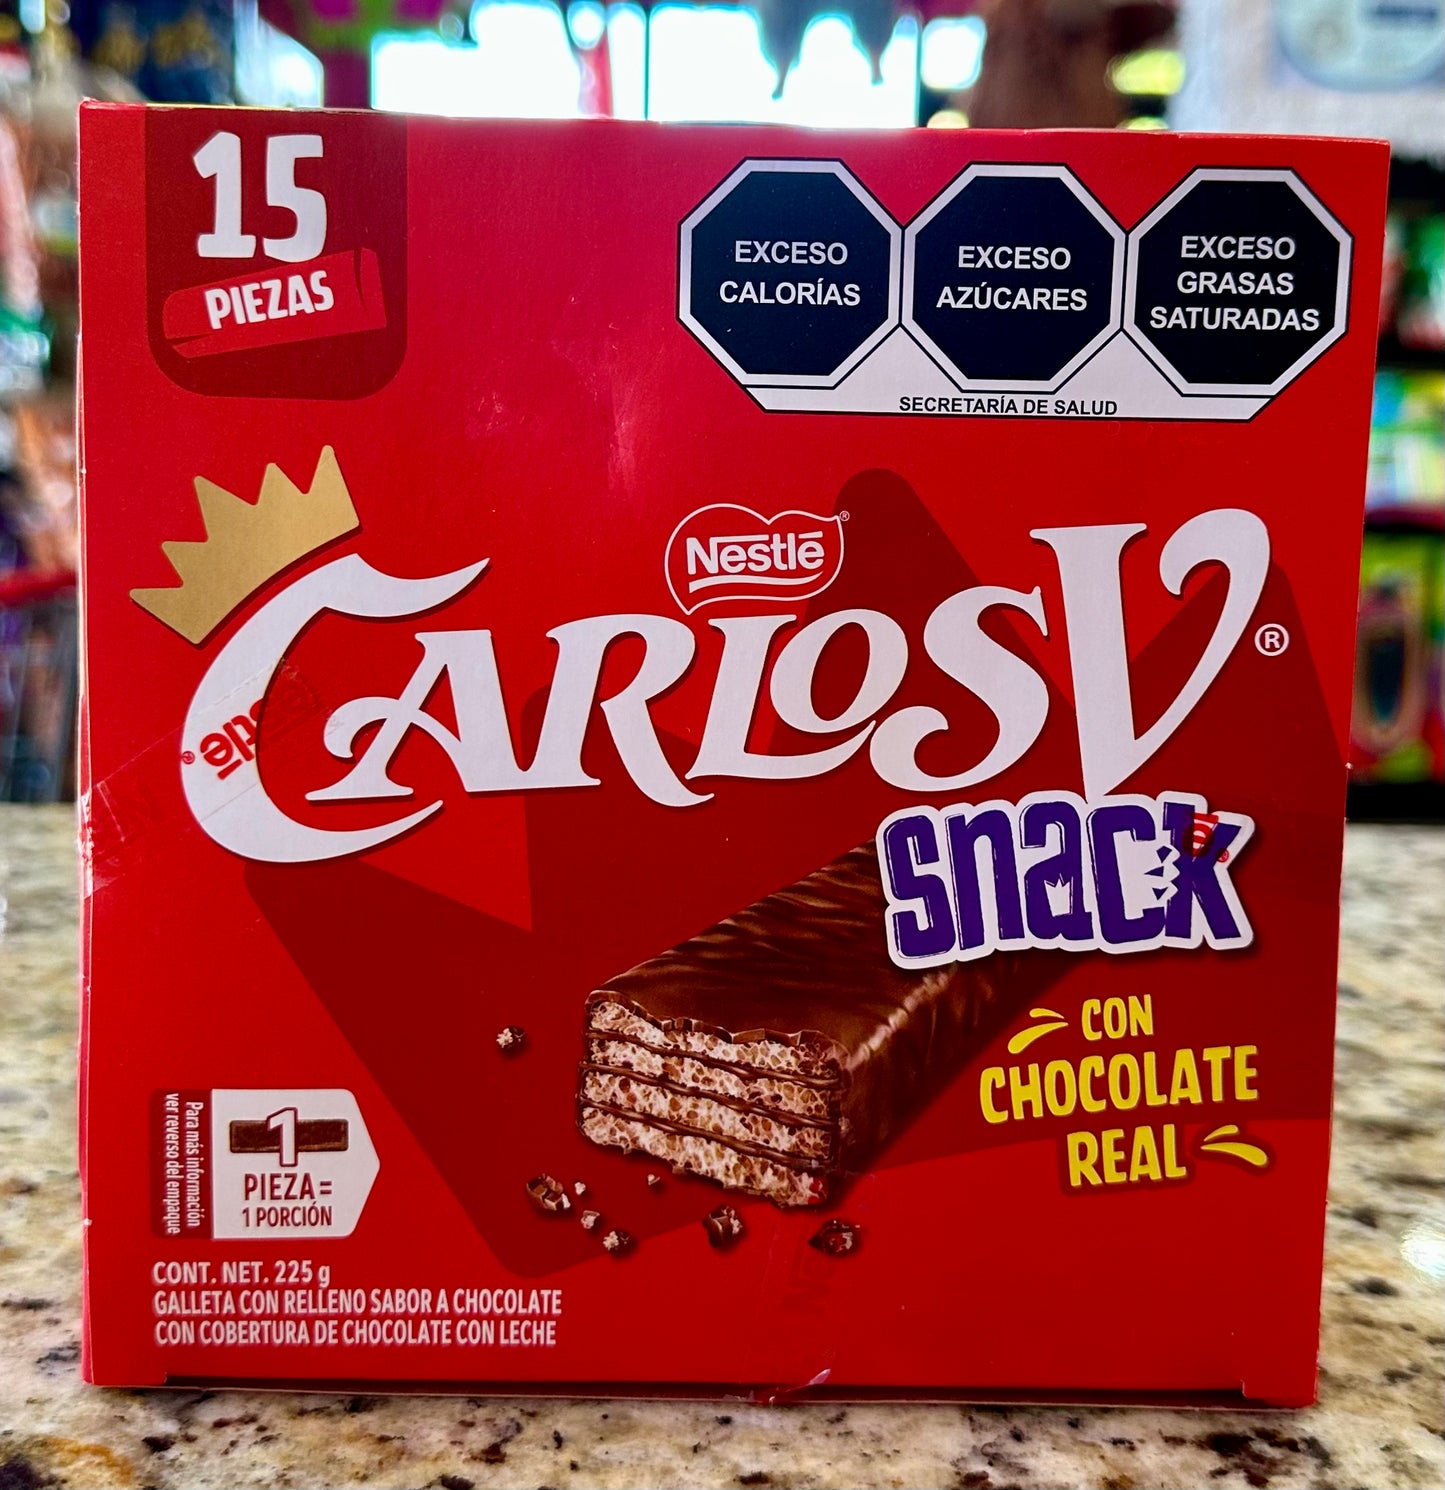 15
PIEZAS
EXCESO
CALORÍAS
EXCESO
AZÚCARES
EXCESO
GRASAS
SATURADAS
SECRETARÍA DE SALUD
Nestlé®
CARLOS V®
snack
CON
CHOCOLATE
REAL
Para más información
ver reverso del empaque
1
PIEZA=
1 PORCIÓN
CONT. NET. 225 g
GALLETA CON RELLENO SABOR A CHOCOLATE
CON COBERTURA DE CHOCOLATE CON LECHE